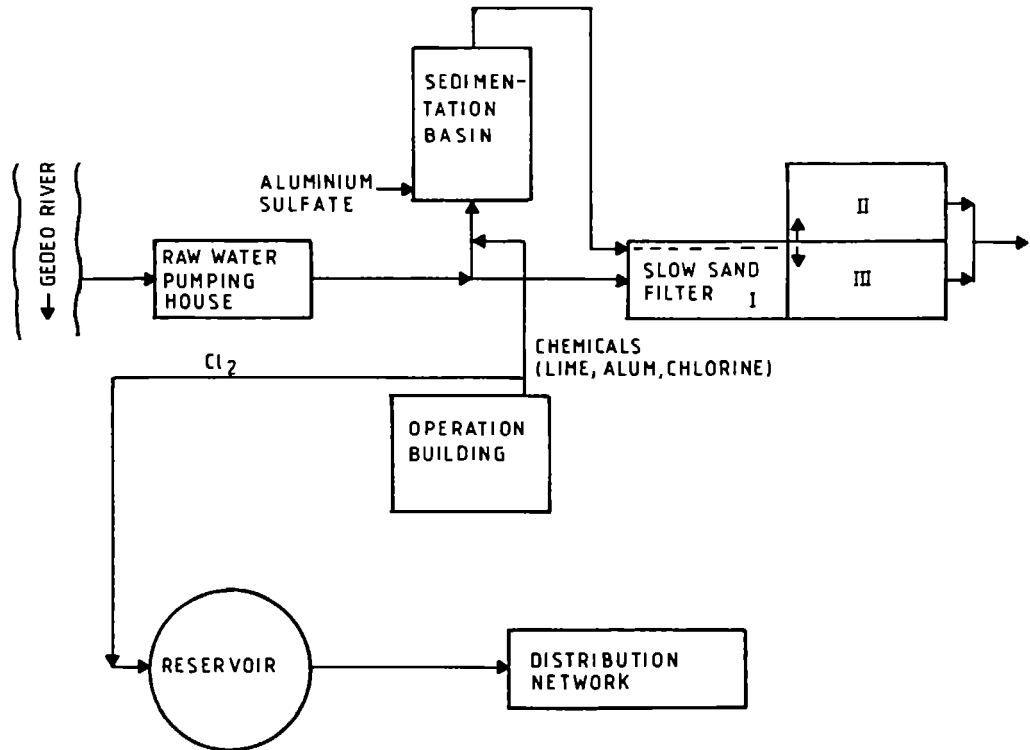 SEDIMEN-
TATION
BASIN
ALUMINIUM
SULFATE
GEDEO RIVER
RAW WATER
PUMPING
HOUSE
II
SLOW SAND
FILTER I
III
CHEMICALS
(LIME, ALUM, CHLORINE)
Cl2
OPERATION
BUILDING
RESERVOIR
DISTRIBUTION
NETWORK